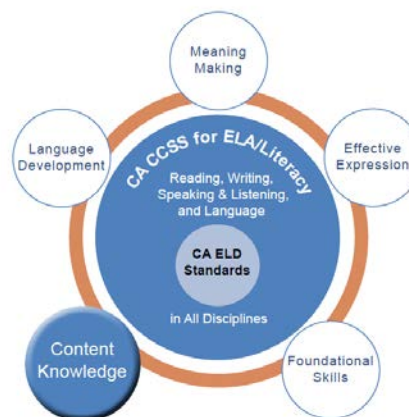 Meaning
Making
Language
Development
Effective
Expression
CA CCSS for ELA/Literacy
Reading, Writing,
Speaking & Listening,
and Language
CA ELD
Standards
in All Disciplines
Content
Knowledge
Foundational
Skills